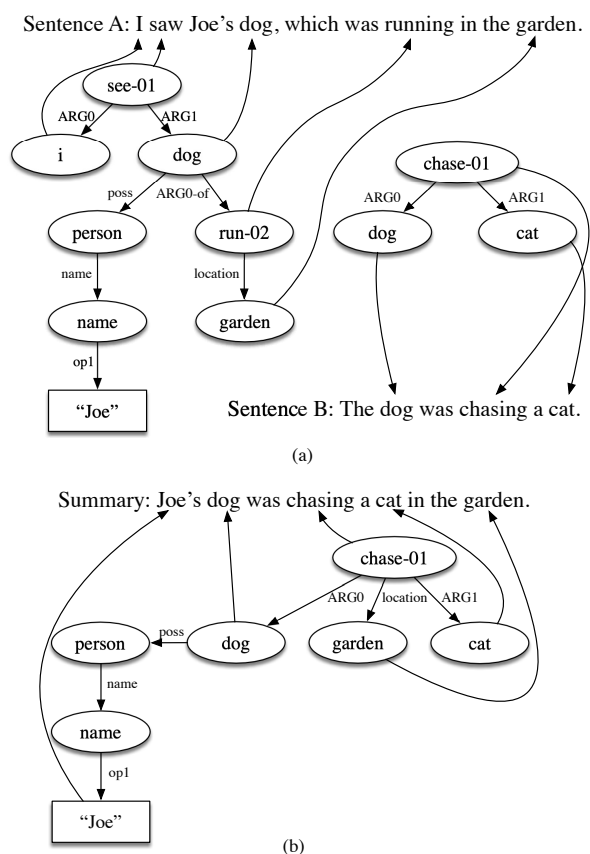 Sentence A: I saw Joe's dog, which was running in the garden.
see-01
ARG0
ARG1
i
dog
chase-01
poss
ARG0-of
ARG0
ARG1
person
run-02
dog
cat
name
location
name
garden
op1
“Joe”
Sentence B: The dog was chasing a cat.
(a)
Summary: Joe's dog was chasing a cat in the garden.
chase-01
ARG0
location
ARG1
person
poss
dog
garden
cat
name
name
op1
“Joe”
(b)